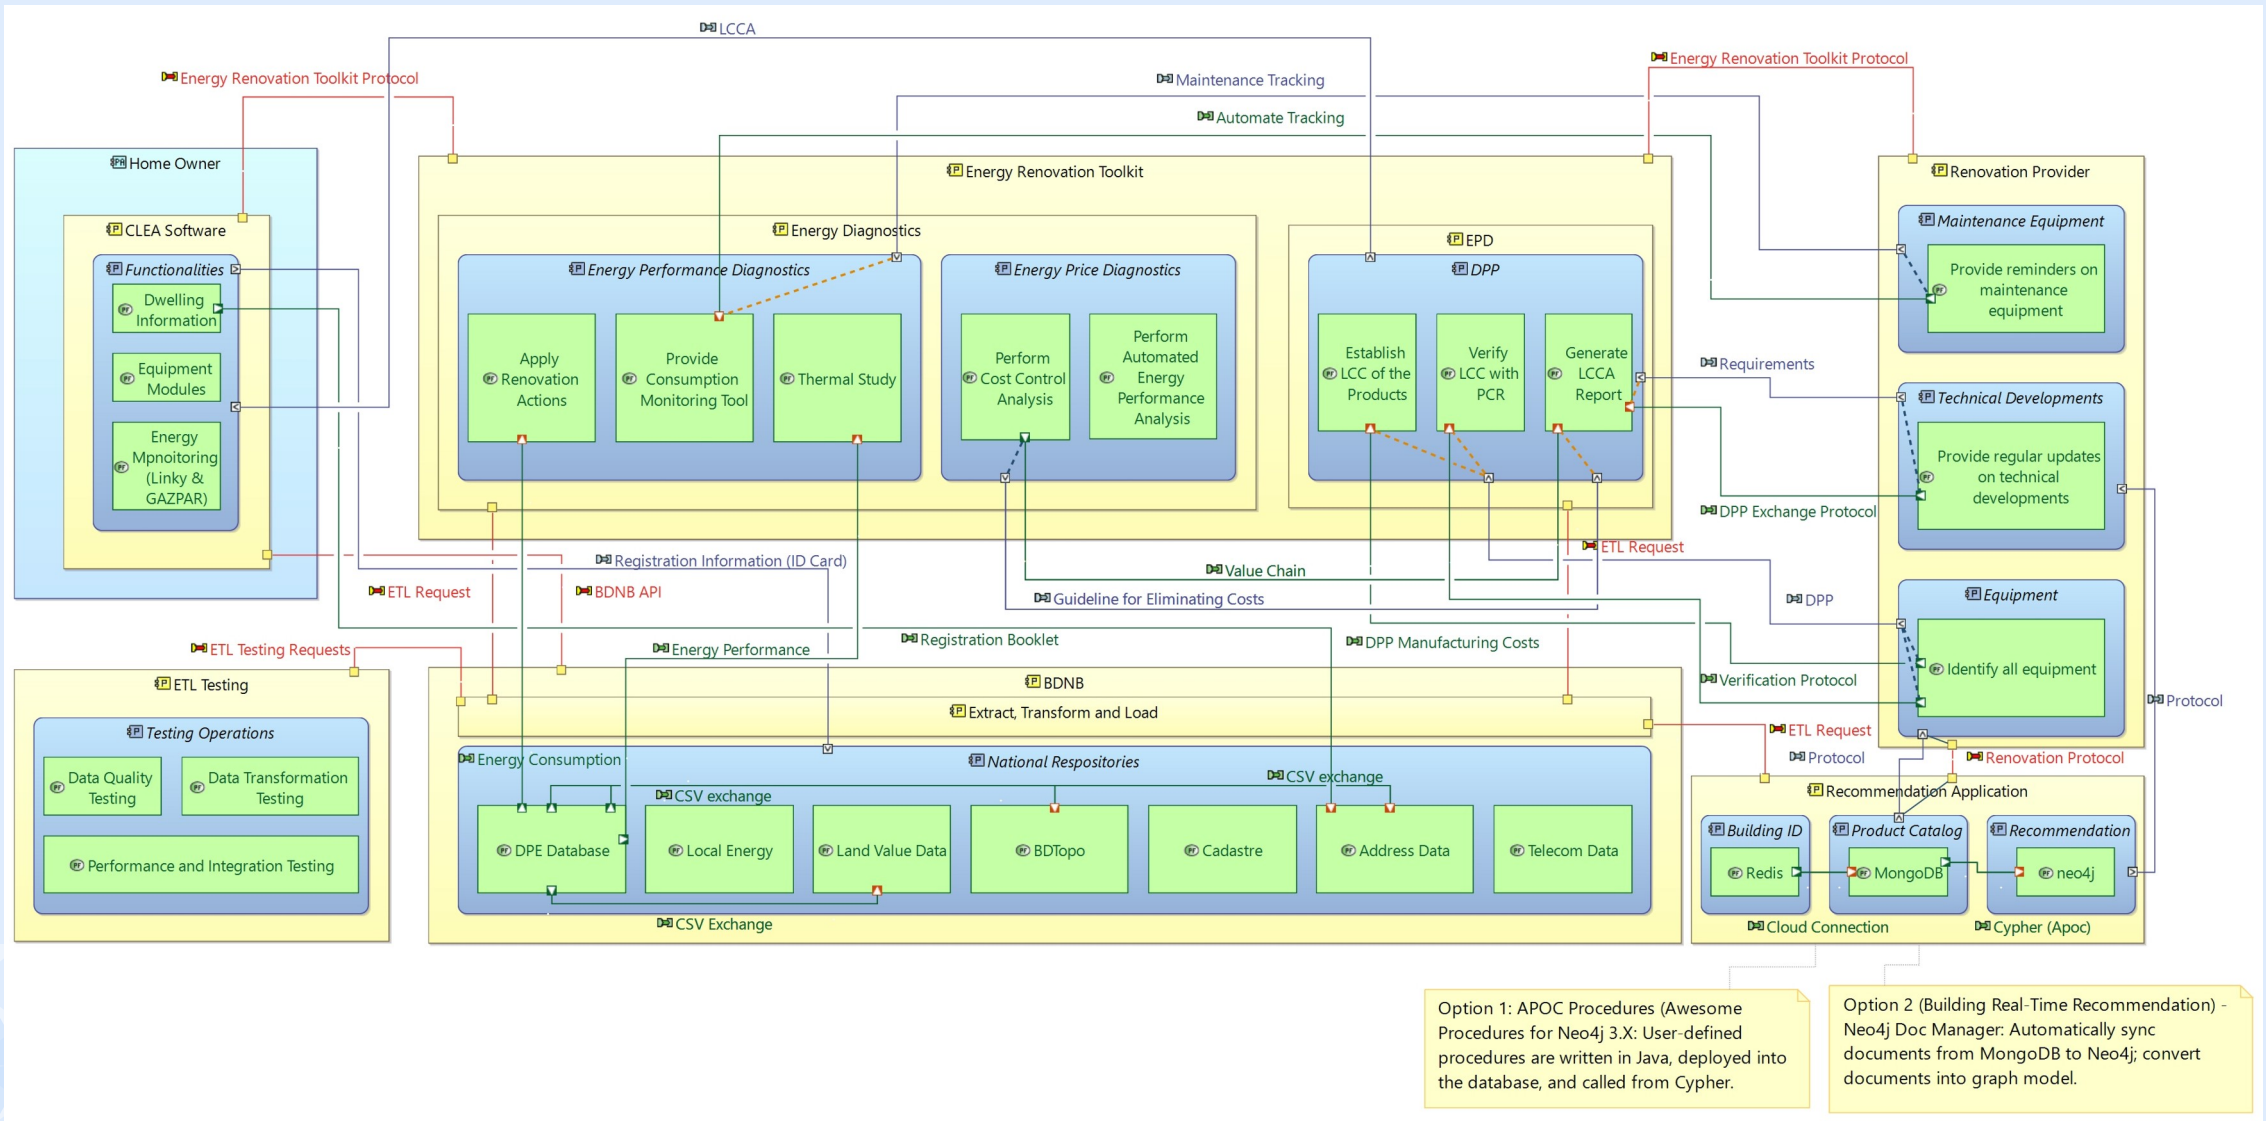 LCCA
Energy Renovation Toolkit Protocol
Maintenance Tracking
Energy Renovation Toolkit Protocol
Automate Tracking
Home Owner
CLEA Software
Functionalities
Dwelling
Information
Equipment
Modules
Energy
Mpnoitoring
(Linky &
GAZPAR)
Energy Renovation Toolkit
Energy Diagnostics
Energy Performance Diagnostics
Apply
Renovation
Actions
Provide
Consumption
Monitoring Tool
Thermal Study
Energy Price Diagnostics
Perform
Cost Control
Analysis
Perform
Automated
Energy
Performance
Analysis
EPD
DPP
Establish
LCC of the
Products
Verify
LCC with
PCR
Generate
LCCA
Report
Renovation Provider
Maintenance Equipment
Provide reminders on
maintenance
equipment
Requirements
Technical Developments
Provide regular updates
on technical
developments
DPP Exchange Protocol
ETL Request
Equipment
Identify all equipment
Registration Information (ID Card)
ETL Request
BDNB API
Value Chain
Guideline for Eliminating Costs
DPP
Registration Booklet
DPP Manufacturing Costs
ETL Testing Requests
Energy Performance
Verification Protocol
Protocol
ETL Testing
Testing Operations
Data Quality
Testing
Data Transformation
Testing
Performance and Integration Testing
BDNB
Extract, Transform and Load
Energy Consumption
National Respositories
CSV exchange
CSV exchange
DPE Database
Local Energy
Land Value Data
BDTopo
Cadastre
Address Data
Telecom Data
CSV Exchange
ETL Request
Protocol
Renovation Protocol
Recommendation Application
Building ID
Redis
Product Catalog
MongoDB
Recommendation
neo4j
Cloud Connection
Cypher (Apoc)
Option 1: APOC Procedures (Awesome
Procedures for Neo4j 3.X: User-defined
procedures are written in Java, deployed into
the database, and called from Cypher.
Option 2 (Building Real-Time Recommendation) -
Neo4j Doc Manager: Automatically sync
documents from MongoDB to Neo4j; convert
documents into graph model.